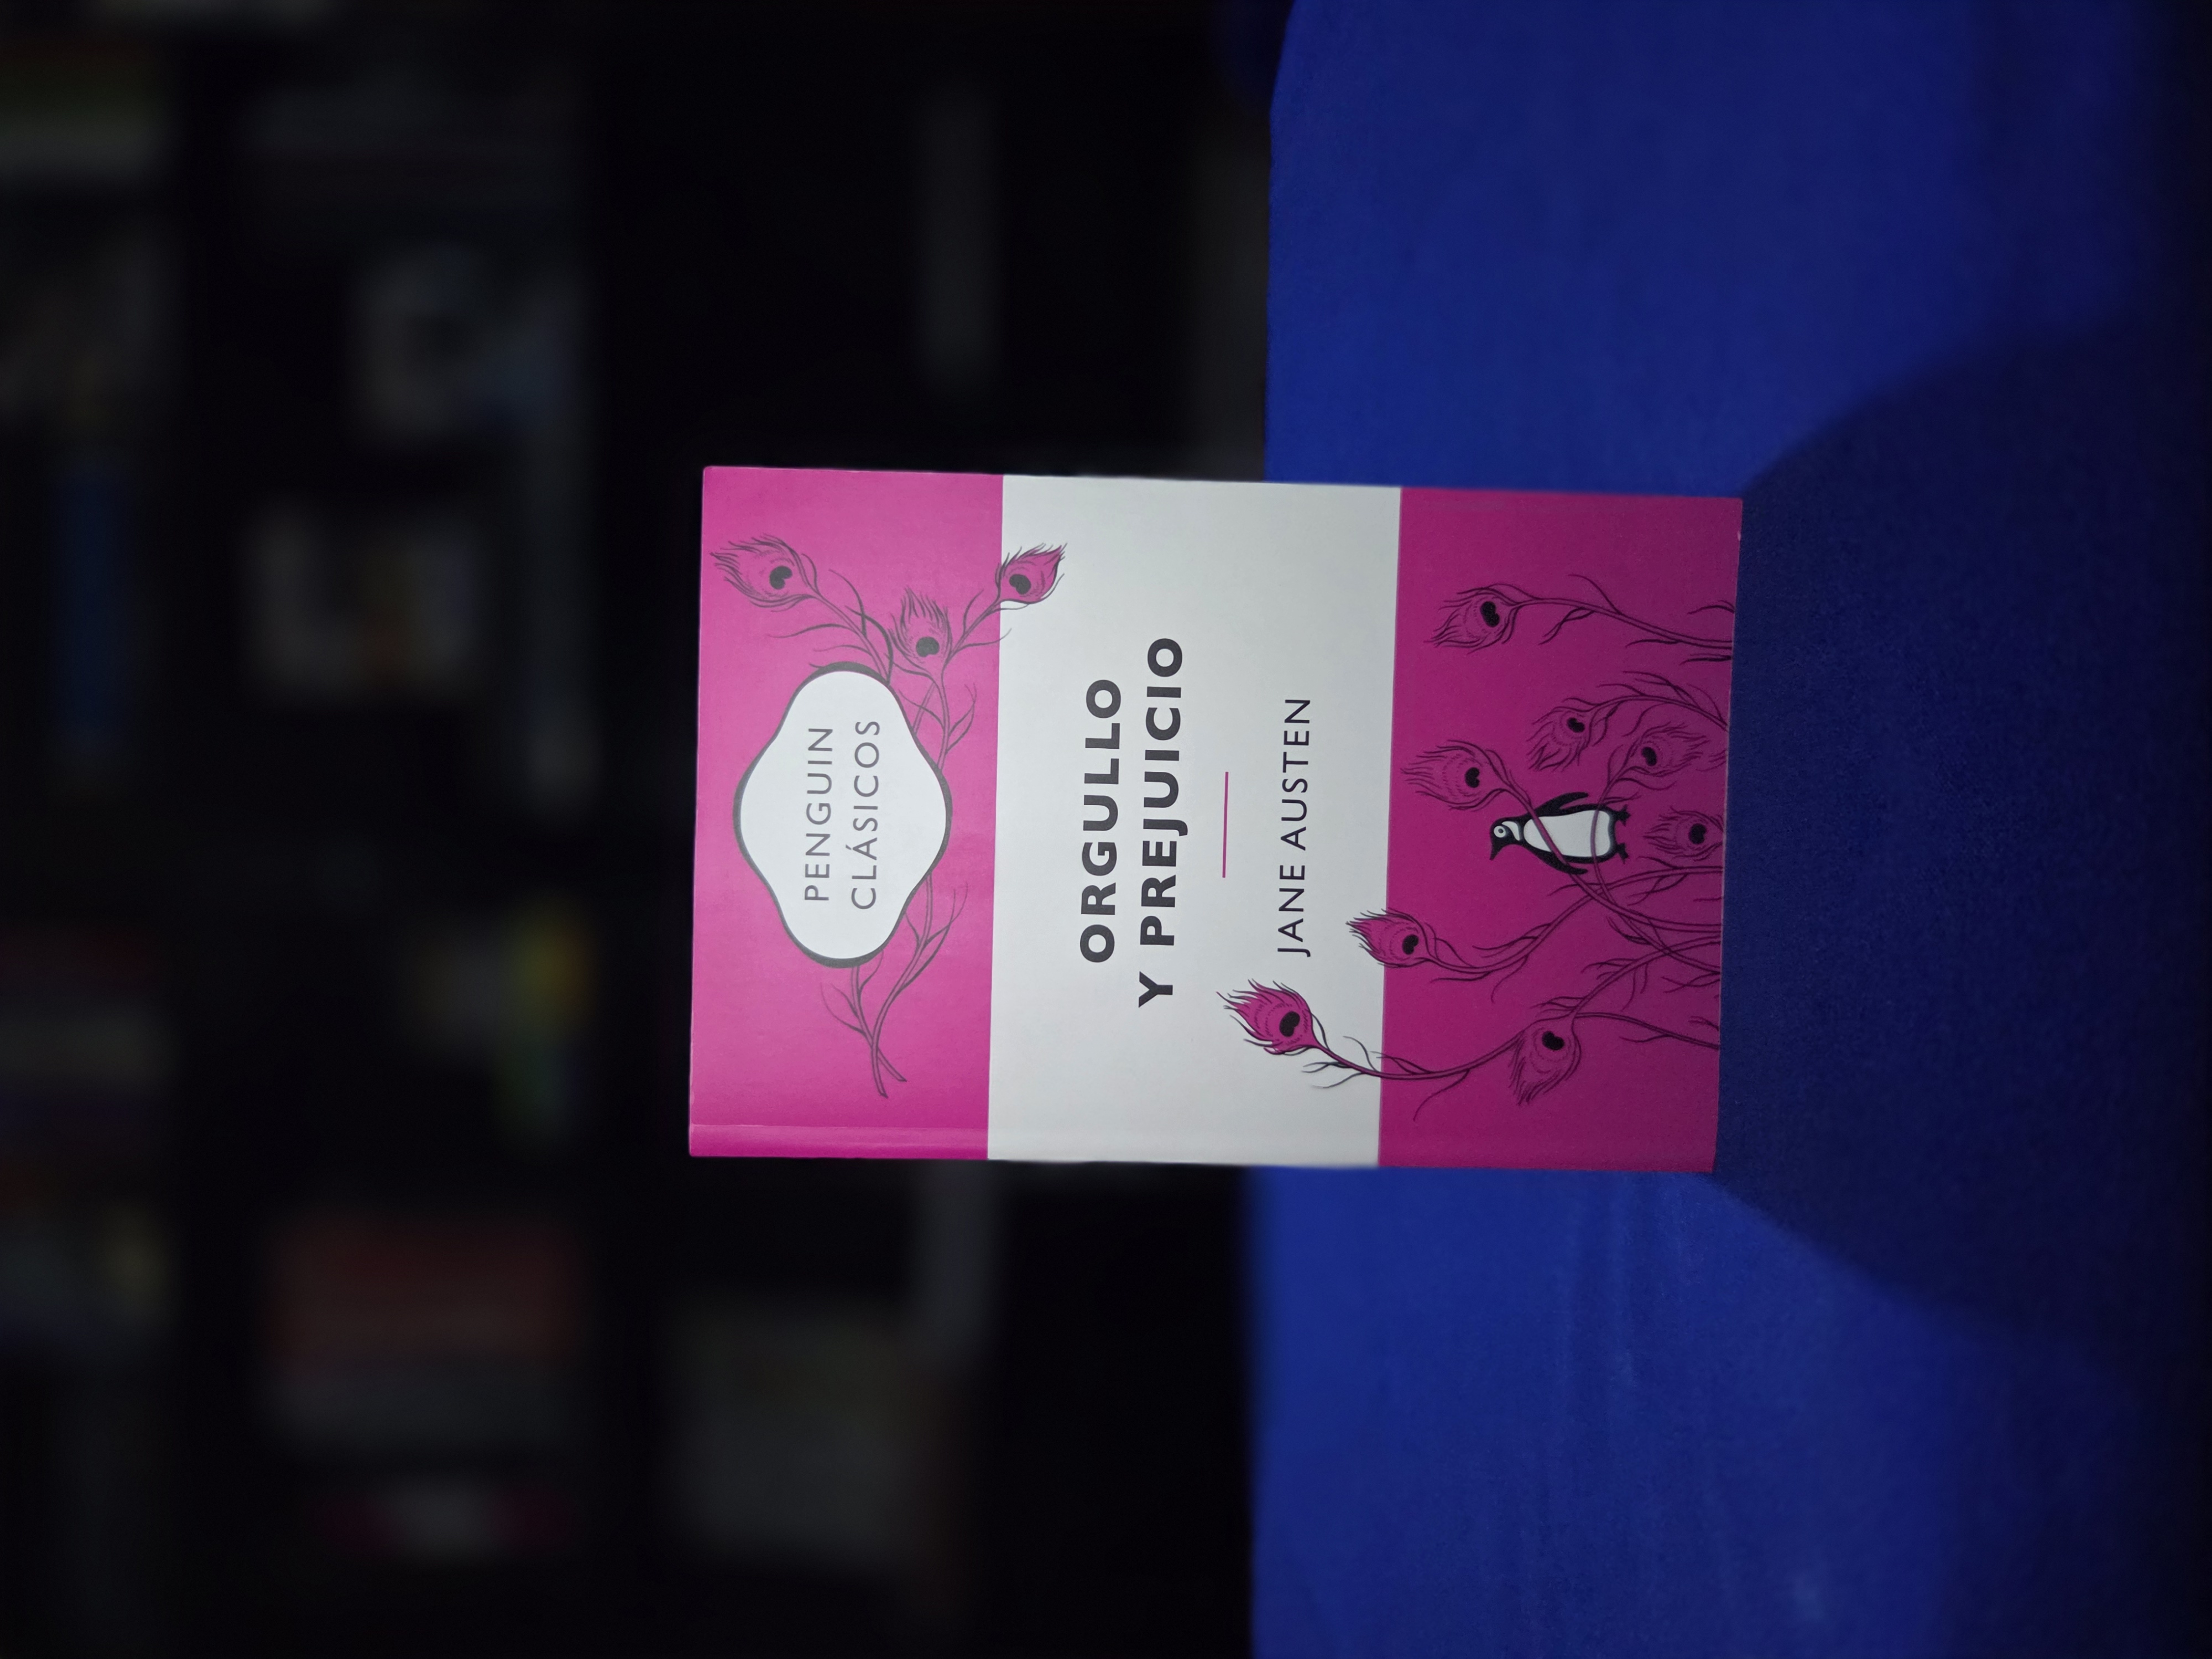 PENGUIN
CLÁSICOS
ORGULLO
Y PREJUICIO
JANE AUSTEN